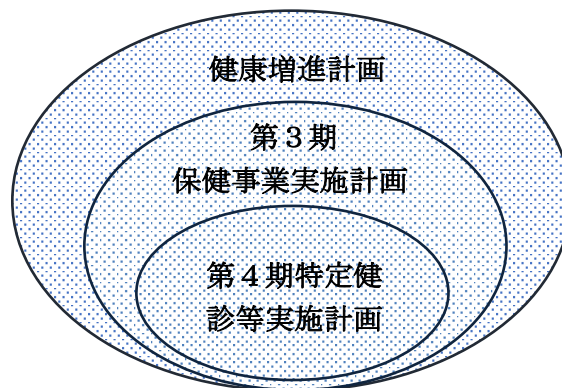 健康増進計画
第３期
保健事業実施計画
第４期特定健
診等実施計画